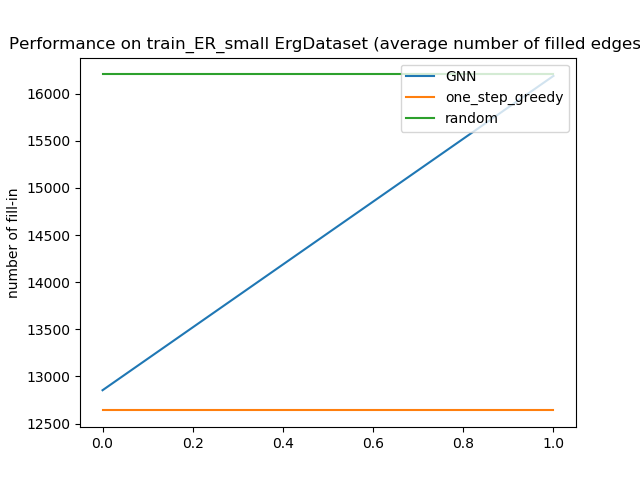 Performance on train_ER_small ErgDataset (average number of filled edges
GNN
one_step_greedy
random
number of fill-in
16000
15500
15000
14500
14000
13500
13000
12500
0.0 0.2 0.4 0.6 0.8 1.0